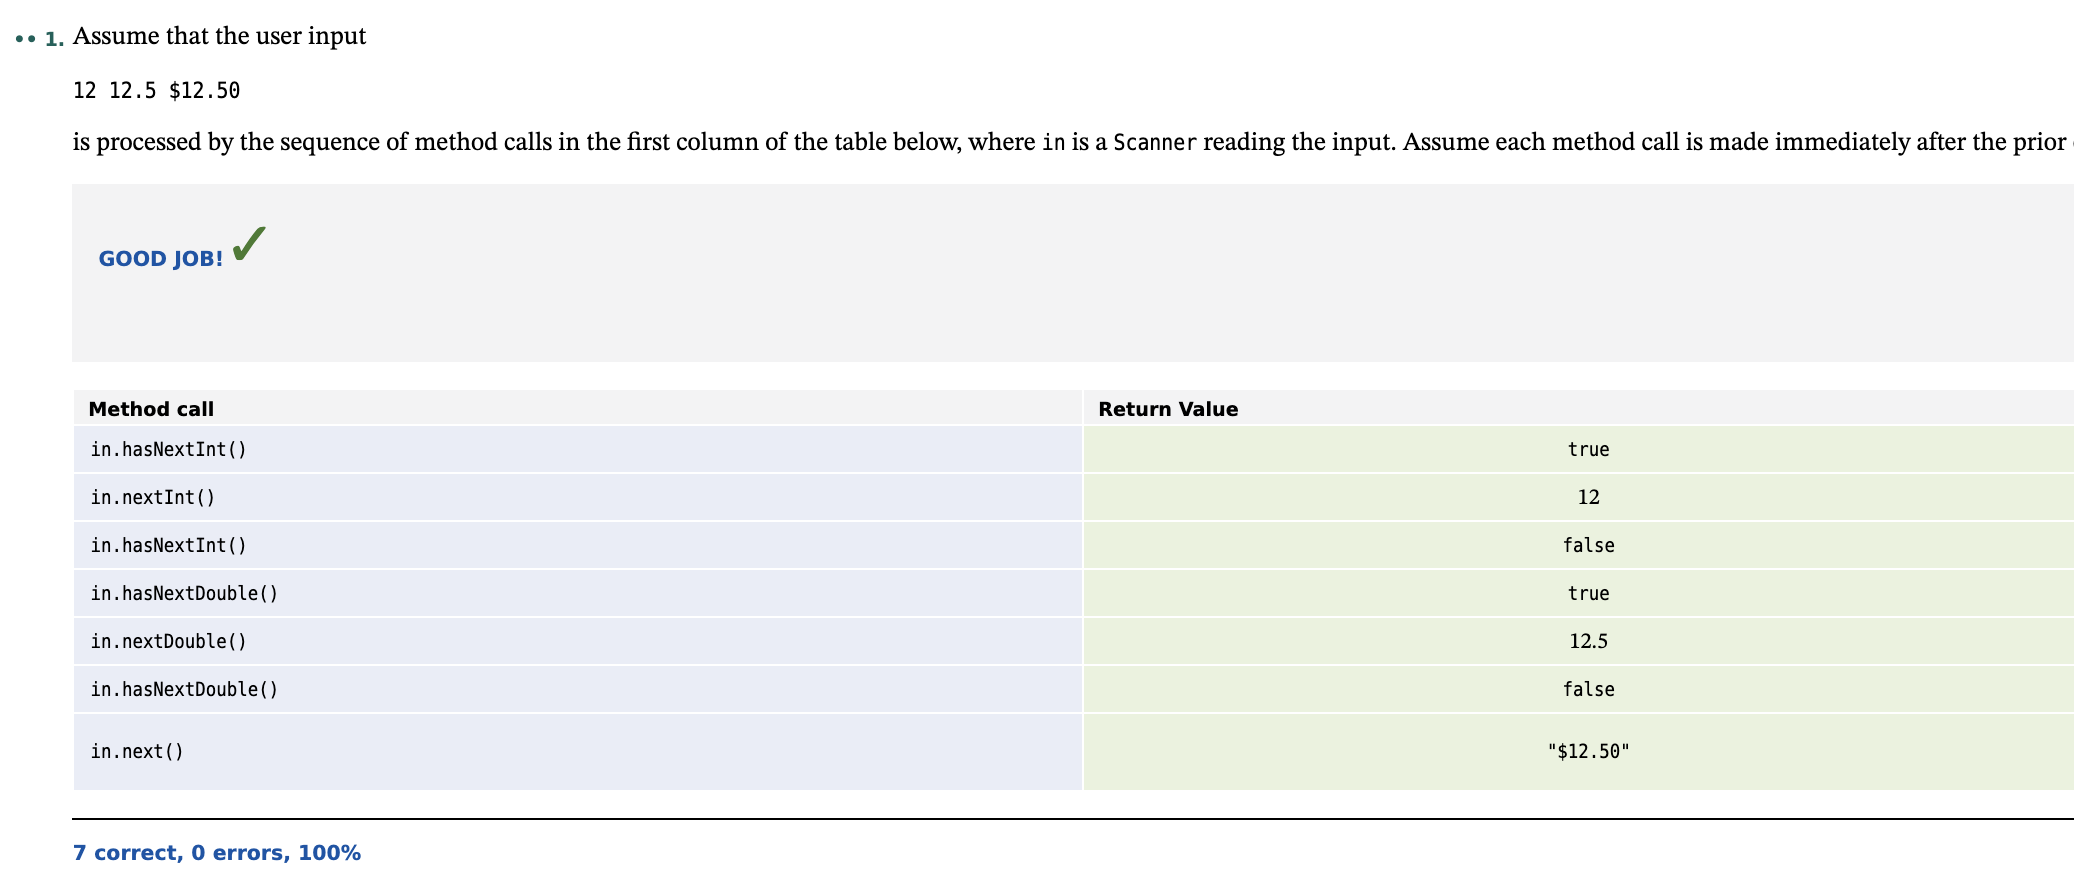 •• 1. Assume that the user input
12 12.5 $12.50
is processed by the sequence of method calls in the first column of the table below, where in is a Scanner reading the input. Assume each method call is made immediately after the prior
GOOD JOB! ✓
Method call Return Value
in.hasNextInt() true
in.nextInt() 12
in.hasNextInt() false
in.hasNextDouble() true
in.nextDouble() 12.5
in.hasNextDouble() false
in.next() "$12.50"
7 correct, 0 errors, 100%